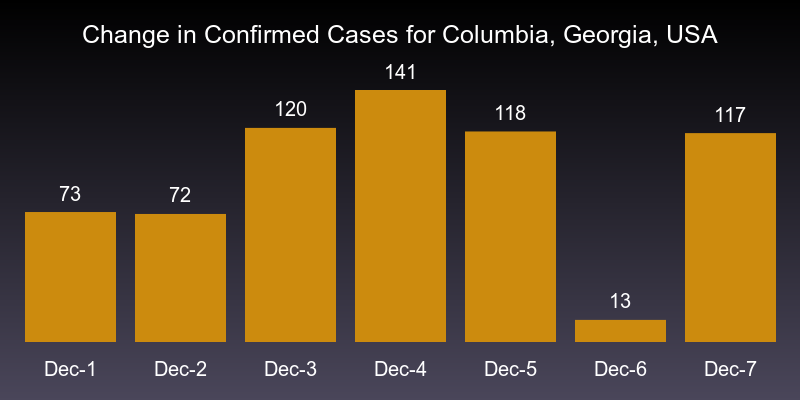 Change in Confirmed Cases for Columbia, Georgia, USA
73 72 120 141 118 13 117
Dec-1 Dec-2 Dec-3 Dec-4 Dec-5 Dec-6 Dec-7